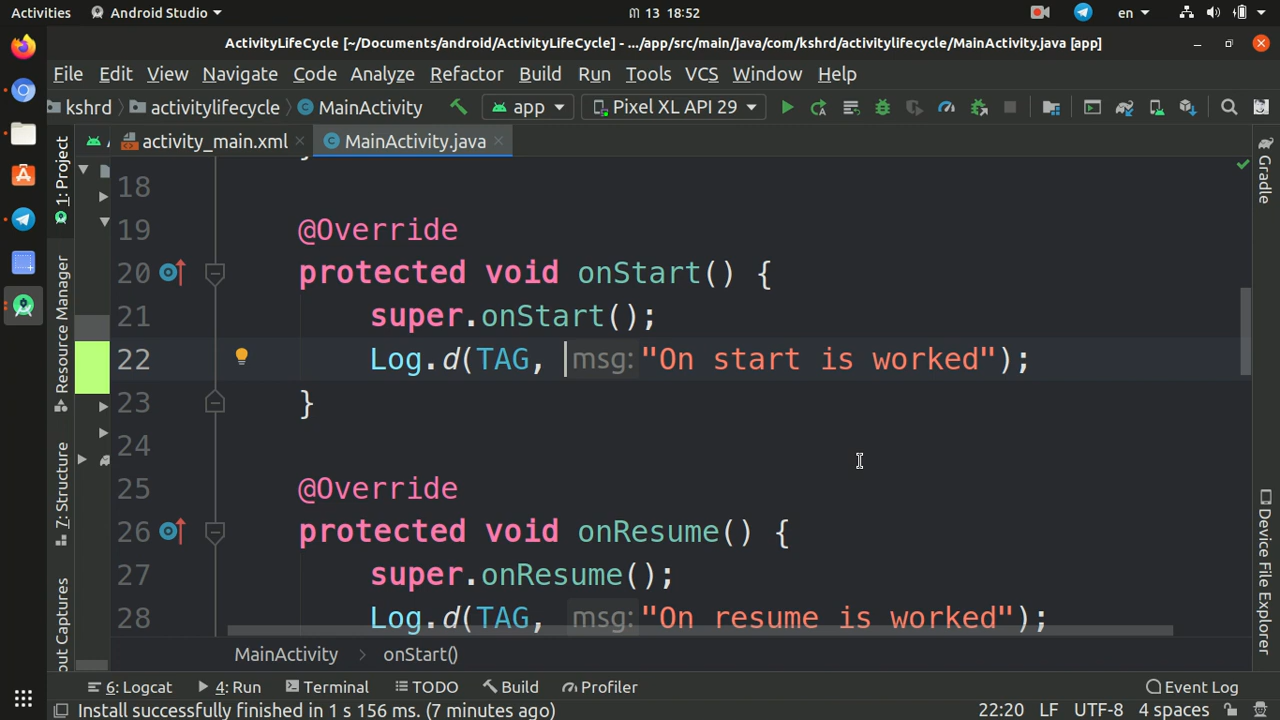 Activities Android Studio ო 13 18:52 en
ActivityLifeCycle [~/Documents/android/ActivityLifeCycle] - .../app/src/main/java/com/kshrd/activitylifecycle/MainActivity.java [app]
File Edit View Navigate Code Analyze Refactor Build Run Tools VCS Window Help
kshrd activitylifecycle MainActivity app Pixel XL API 29
activity_main.xml MainActivity.java
1: Project
Resource Manager
7: Structure
out Captures
18
19 @Override
20 protected void onStart() {
21 super.onStart();
22 Log.d(TAG, msg: "On start is worked");
23 }
24
25 @Override
26 protected void onResume() {
27 super.onResume();
28 Log.d(TAG, msg: "On resume is worked");
Gradle
Device File Explorer
MainActivity > onStart()
6: Logcat 4: Run Terminal TODO Build Profiler Event Log
Install successfully finished in 1 s 156 ms. (7 minutes ago) 22:20 LF UTF-8 4 spaces